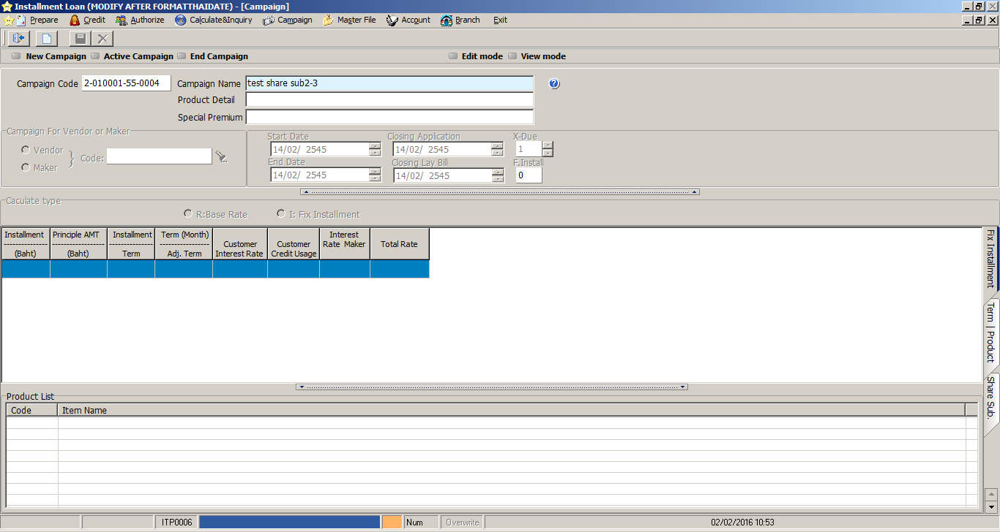 Installment Loan (MODIFY AFTER FORMATTHAIDATE) - [Campaign]
Prepare Credit Authorize Calculate&Inquiry Campaign Master File Account Branch Exit
New Campaign Active Campaign End Campaign Edit mode View mode
Campaign Code 2-010001-55-0004 Campaign Name test share sub2-3
Product Detail
Special Premium
Campaign For Vendor or Maker
Vendor
Maker
Code:
Start Date Closing Application X-Due
14/02/ 2545 14/02/ 2545 1
End Date Closing Lay Bill F.Install
14/02/ 2545 14/02/ 2545 0
Caculate type
R:Base Rate I: Fix Installment
Installment Principle AMT Installment Term (Month) Customer Customer Interest Total Rate
(Baht) (Baht) Term Adj. Term Interest Rate Credit Usage Rate Maker
Fix Installment
Term | Product
Share Sub.
Product List
Code Item Name
ITP0006 Num Overwrite 02/02/2016 10:53